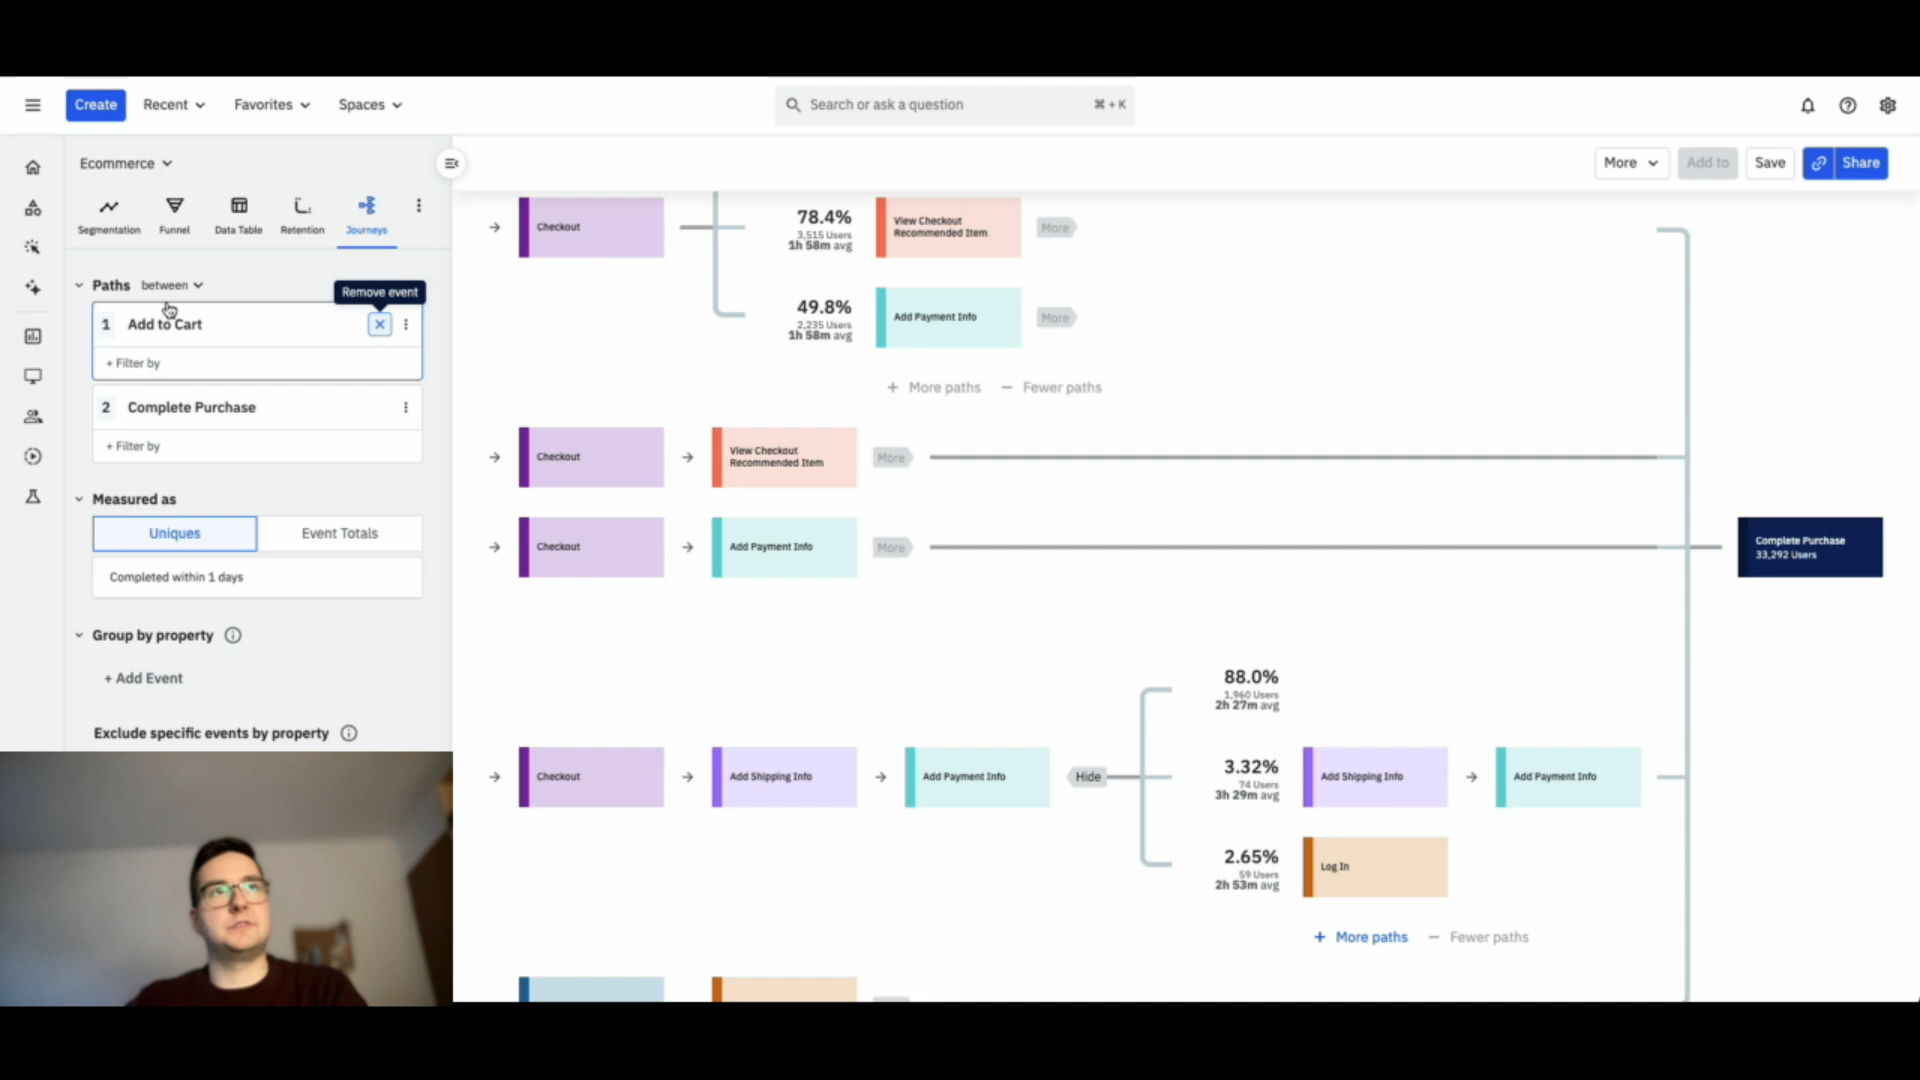 Create
Recent
Favorites
Spaces
Search or ask a question
⌘ + K
Ecommerce
More
Add to
Save
Share
Segmentation
Funnel
Data Table
Retention
Journeys
Paths between
Remove event
1 Add to Cart
+ Filter by
2 Complete Purchase
+ Filter by
Measured as
Uniques
Event Totals
Completed within 1 days
Group by property
+ Add Event
Exclude specific events by property
Checkout
78.4%
3,515 Users
1h 58m avg
View Checkout
Recommended Item
More
49.8%
2,235 Users
1h 58m avg
Add Payment Info
More
+ More paths
− Fewer paths
Checkout
View Checkout
Recommended Item
More
Checkout
Add Payment Info
More
Complete Purchase
33,292 Users
88.0%
1,960 Users
2h 27m avg
Checkout
Add Shipping Info
Add Payment Info
Hide
3.32%
74 Users
3h 29m avg
Add Shipping Info
Add Payment Info
2.65%
59 Users
2h 53m avg
Log In
+ More paths
− Fewer paths